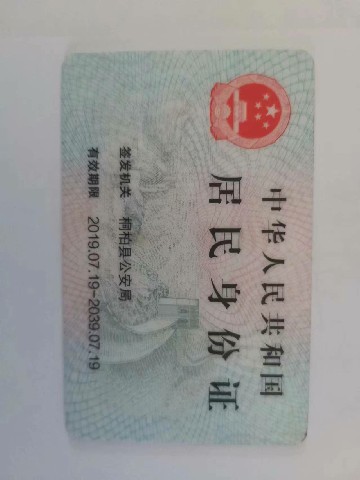 中华人民共和国
居民身份证
签发机关 桐柏县公安局
有效期限 2019.07.19-2039.07.19